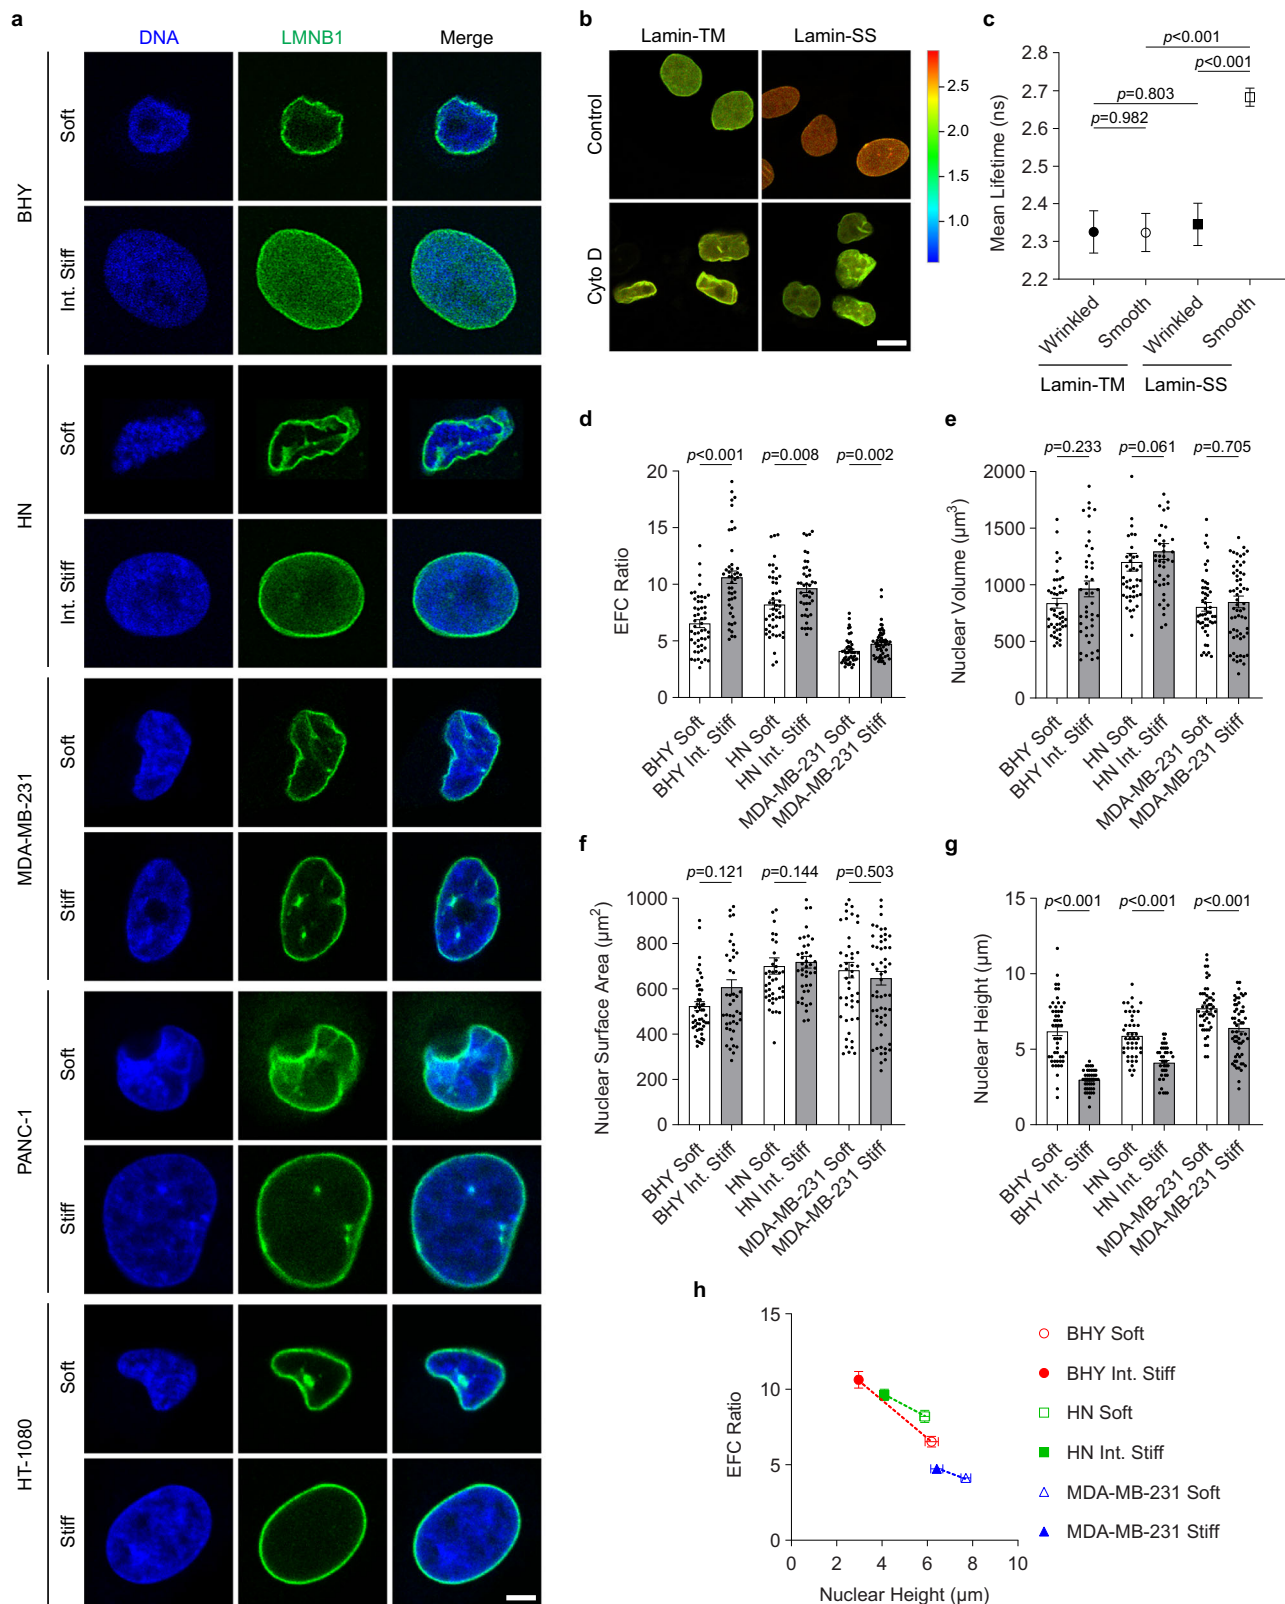 a
DNA
LMNB1
Merge
BHY
Soft
Int. Stiff
HN
Soft
Int. Stiff
MDA-MB-231
Soft
Stiff
PANC-1
Soft
Stiff
HT-1080
Soft
Stiff
b
Lamin-TM
Lamin-SS
Control
Cyto D
2.5
2.0
1.5
1.0
c
p<0.001
p<0.001
p=0.803
p=0.982
Mean Lifetime (ns)
2.8
2.7
2.6
2.4
2.3
2.2
Wrinkled
Smooth
Wrinkled
Smooth
Lamin-TM
Lamin-SS
d
p<0.001
p=0.008
p=0.002
EFC Ratio
20
15
10
5
0
BHY Soft
BHY Int. Stiff
HN Soft
HN Int. Stiff
MDA-MB-231 Soft
MDA-MB-231 Stiff
e
p=0.233
p=0.061
p=0.705
Nuclear Volume (μm³)
2000
1500
1000
500
0
BHY Soft
BHY Int. Stiff
HN Soft
HN Int. Stiff
MDA-MB-231 Soft
MDA-MB-231 Stiff
f
p=0.121
p=0.144
p=0.503
Nuclear Surface Area (μm²)
1000
800
600
400
200
0
BHY Soft
BHY Int. Stiff
HN Soft
HN Int. Stiff
MDA-MB-231 Soft
MDA-MB-231 Stiff
g
p<0.001
p<0.001
p<0.001
Nuclear Height (μm)
15
10
5
0
BHY Soft
BHY Int. Stiff
HN Soft
HN Int. Stiff
MDA-MB-231 Soft
MDA-MB-231 Stiff
h
EFC Ratio
15
10
5
0
0
2
4
6
8
10
Nuclear Height (μm)
BHY Soft
BHY Int. Stiff
HN Soft
HN Int. Stiff
MDA-MB-231 Soft
MDA-MB-231 Stiff